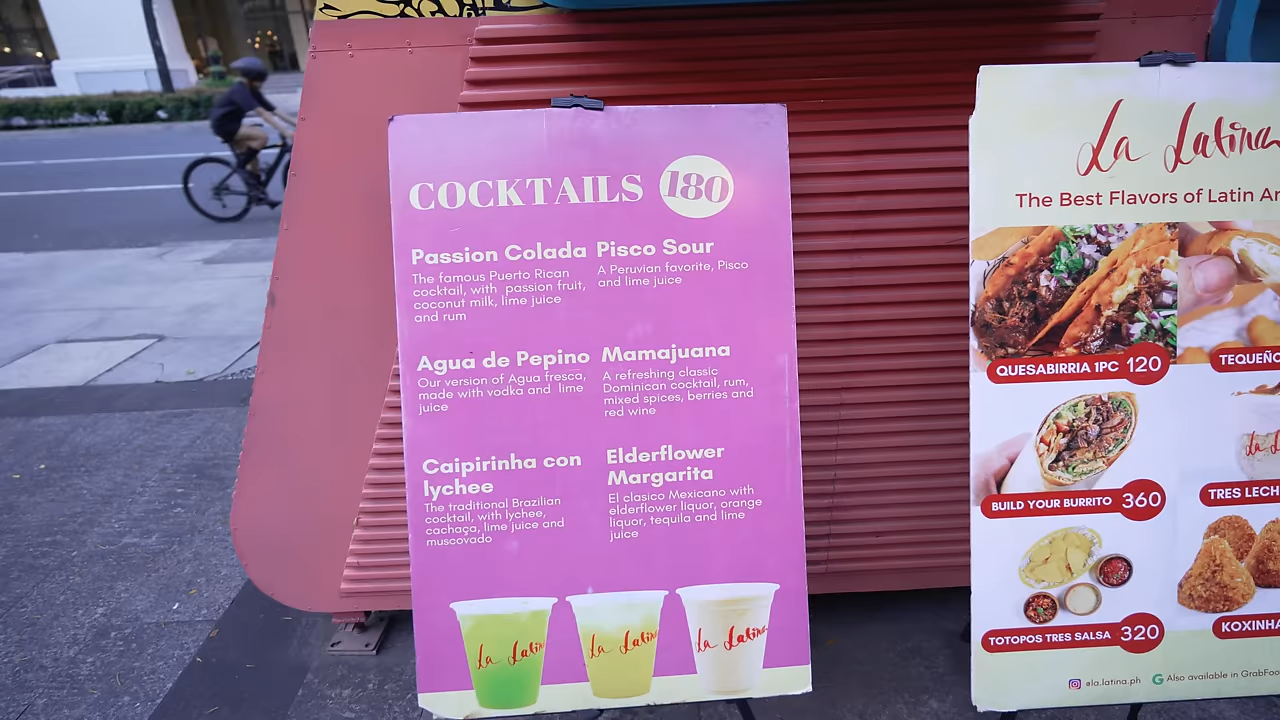 COCKTAILS 180
Passion Colada
The famous Puerto Rican
cocktail, with passion fruit,
coconut milk, lime juice
and rum
Pisco Sour
A Peruvian favorite, Pisco
and lime juice
Agua de Pepino
Our version of Agua fresca,
made with vodka and lime
juice
Mamajuana
A refreshing classic
Dominican cocktail, rum,
mixed spices, berries and
red wine
Caipirinha con
lychee
The traditional Brazilian
cocktail, with lychee,
cachaça, lime juice and
muscovado
Elderflower
Margarita
El clasico Mexicano with
elderflower liquor, orange
liquor, tequila and lime
juice
La Latina
La Latina
La Latina
La Latina
The Best Flavors of Latin
QUESABIRRIA 1PC 120
BUILD YOUR BURRITO 360
TRES
TOTOPOS TRES SALSA 320
@la.latina.ph
Also available in